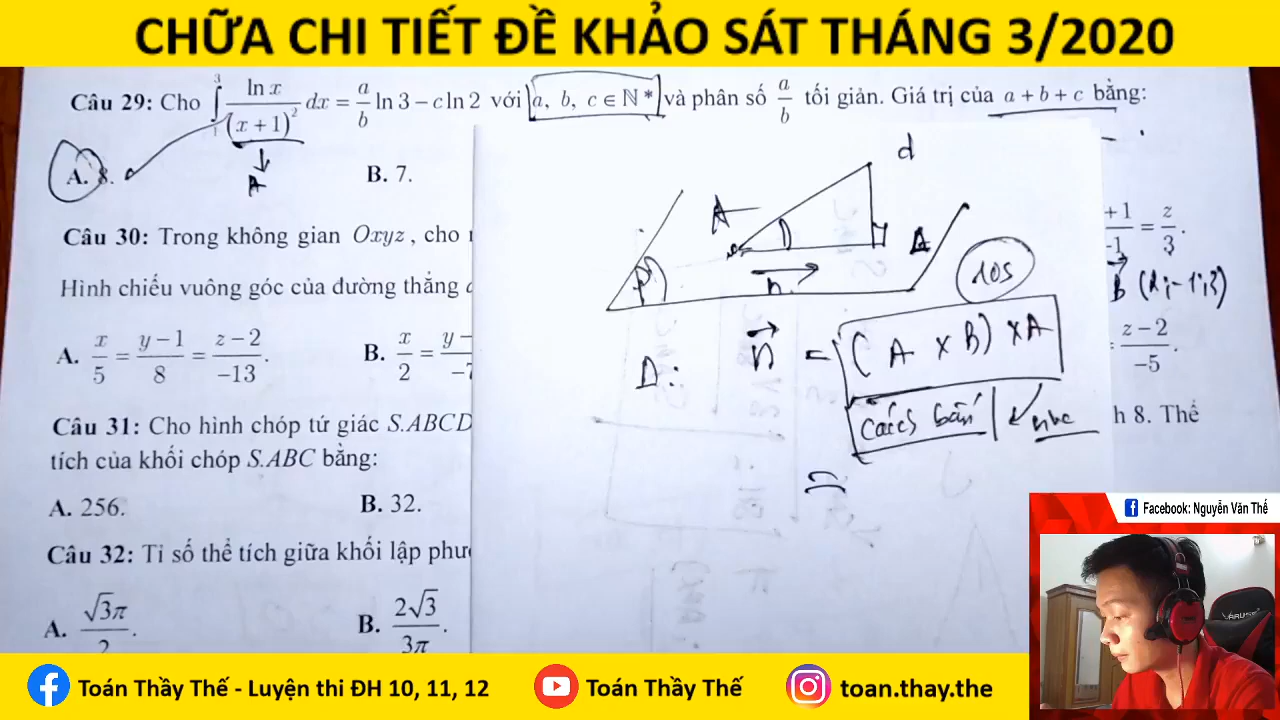 CHỮA CHI TIẾT ĐỀ KHẢO SÁT THÁNG 3/2020
Câu 29: Cho ∫₁³ ln x / (x + 1)² dx = a/b ln 3 − c ln 2 với a, b, c ∈ ℕ* và phân số a/b tối giản. Giá trị của a + b + c bằng:
A. 8.
B. 7.
A
d
A
Δ
n
β
105
Δ: n = (A × B) × A
Câu 30: Trong không gian Oxyz, cho
+1/-1 = z/3.
B (2; -1; 3)
Hình chiếu vuông góc của đường thẳng
A. x/5 = (y − 1)/8 = (z − 2)/−13.
B. x/2 = (y −
= (z − 2)/−5.
Câu 31: Cho hình chóp tứ giác S.ABCD
h 8. Thể
tích của khối chóp S.ABC bằng:
A. 256.
B. 32.
=
Câu 32: Tỉ số thể tích giữa khối lập
A. √3π/2.
B. 2√3/3π.
Facebook: Nguyễn Văn Thế
Toán Thầy Thế - Luyện thi ĐH 10, 11, 12
Toán Thầy Thế
toan.thay.the